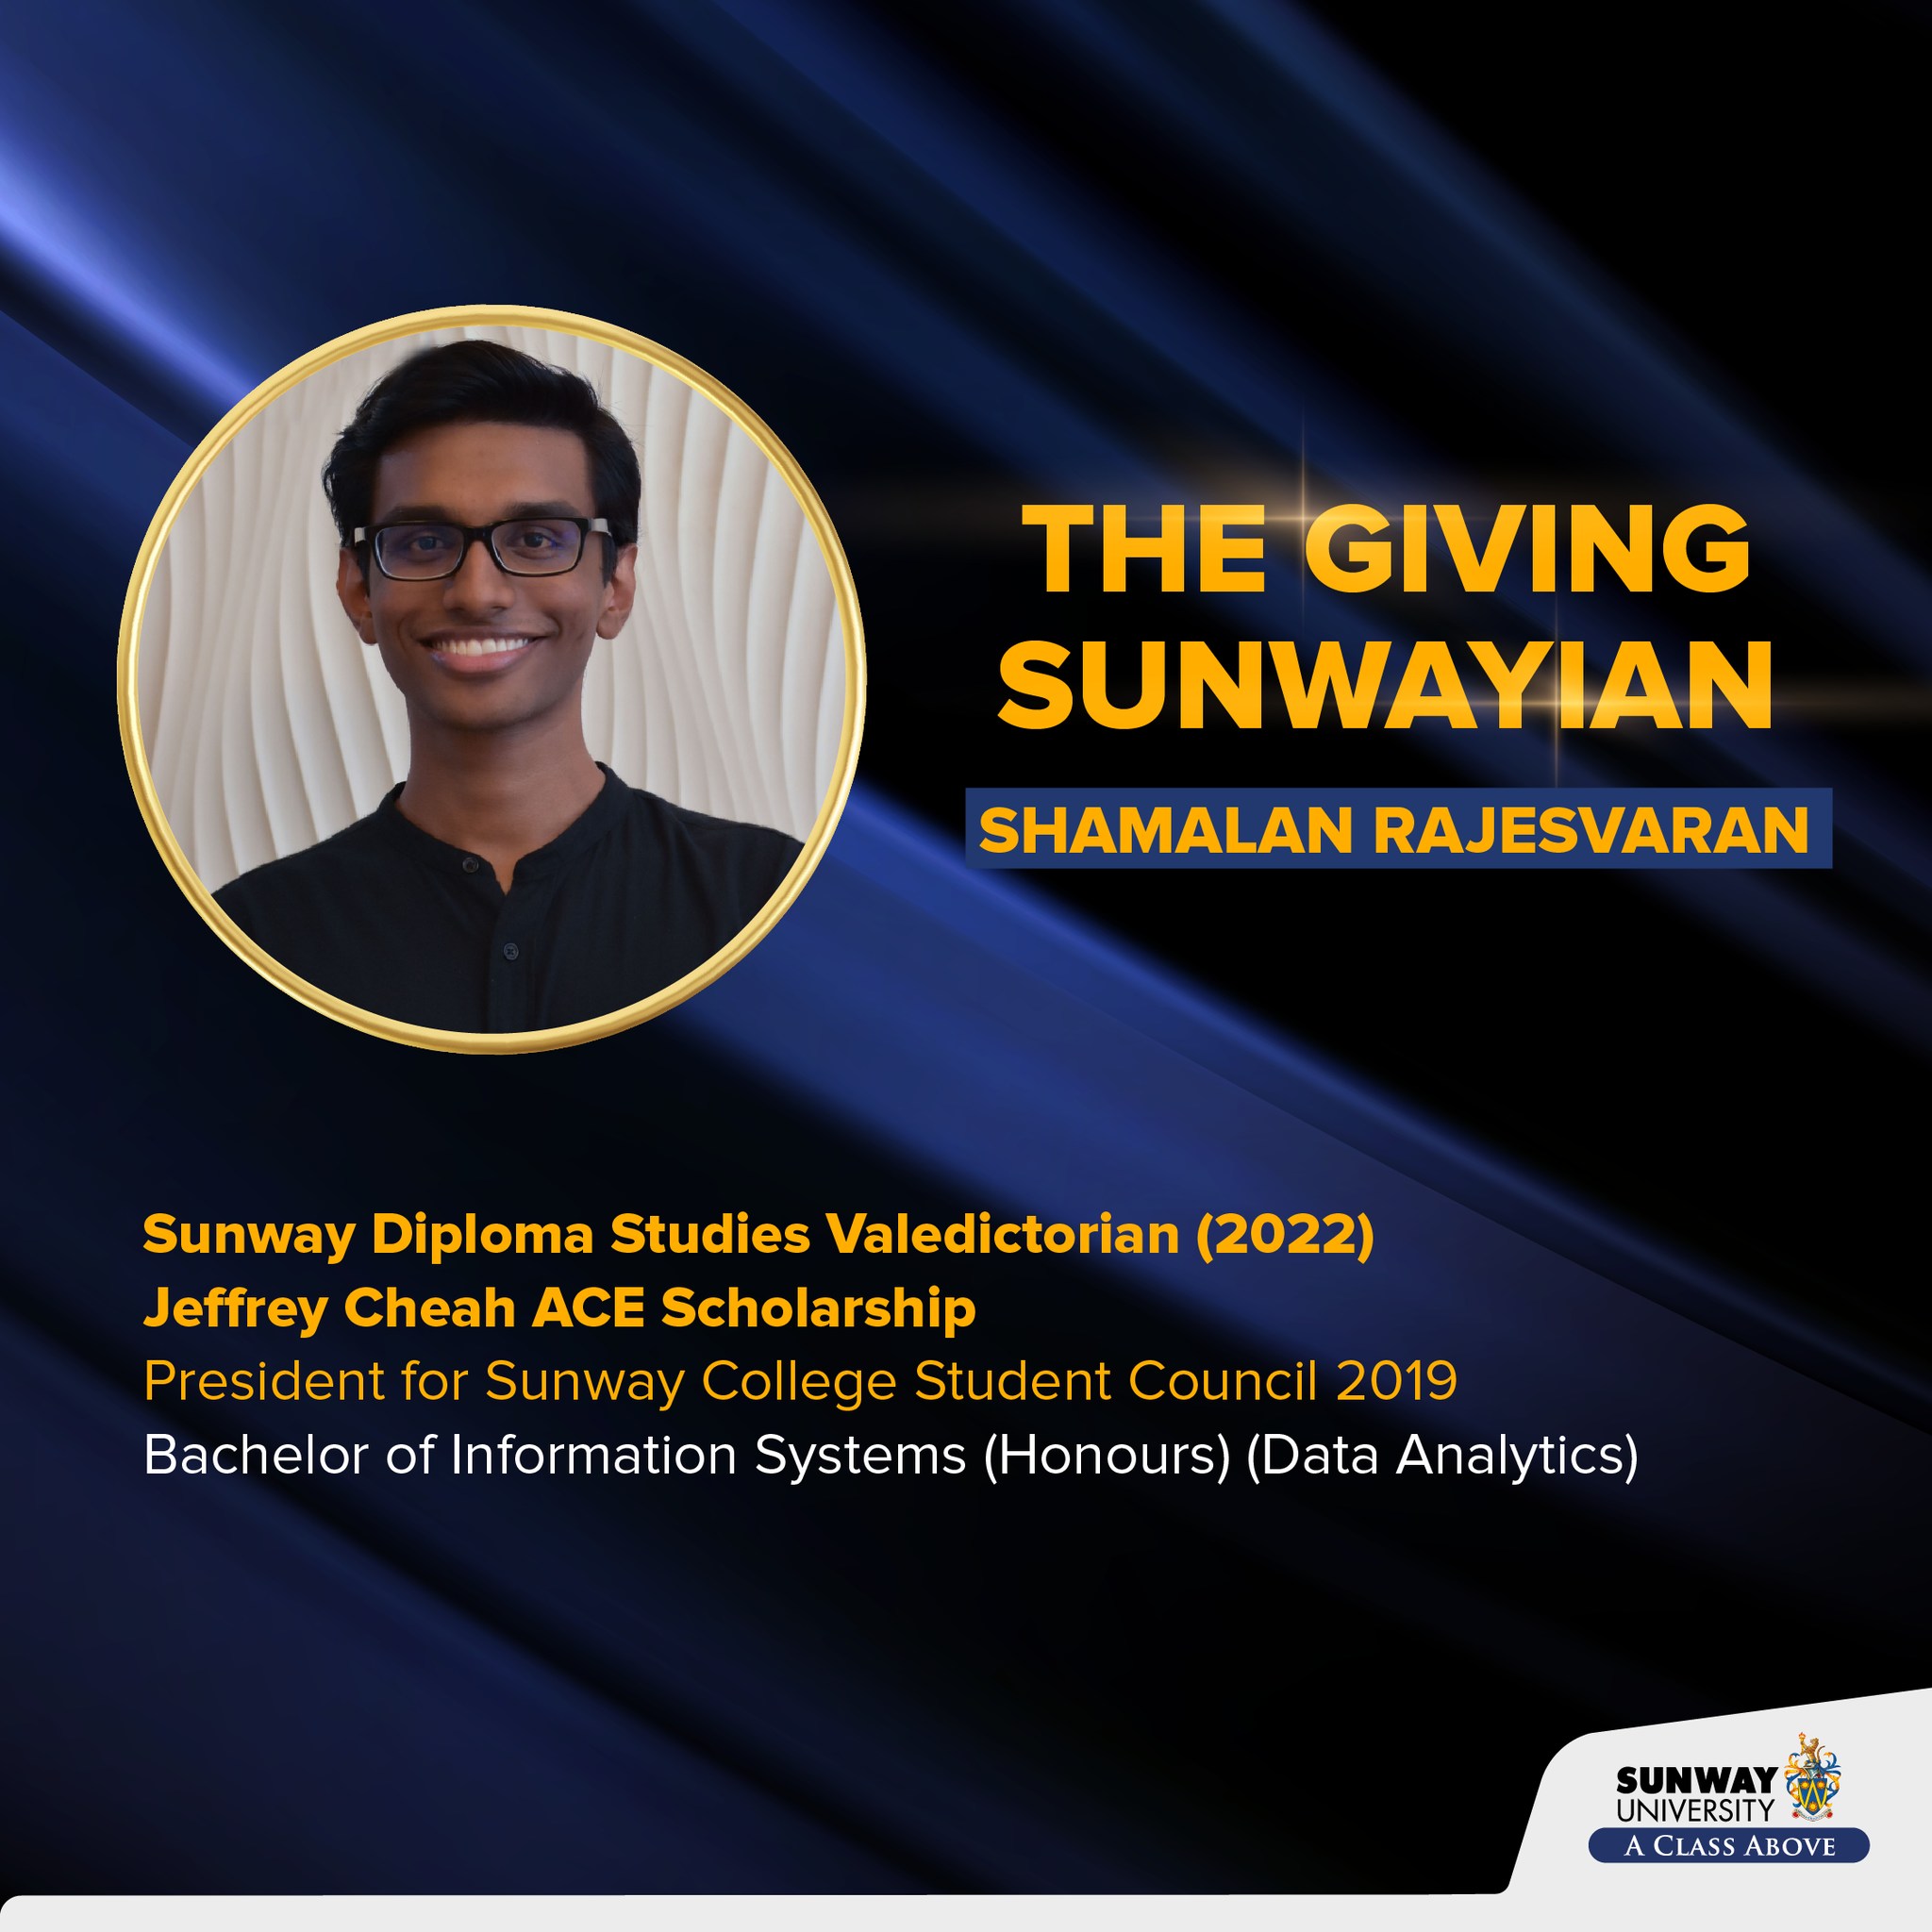 THE GIVING
SUNWAYIAN
SHAMALAN RAJESVARAN
Sunway Diploma Studies Valedictorian (2022)
Jeffrey Cheah ACE Scholarship
President for Sunway College Student Council 2019
Bachelor of Information Systems (Honours) (Data Analytics)
SUNWAY
UNIVERSITY
A CLASS ABOVE